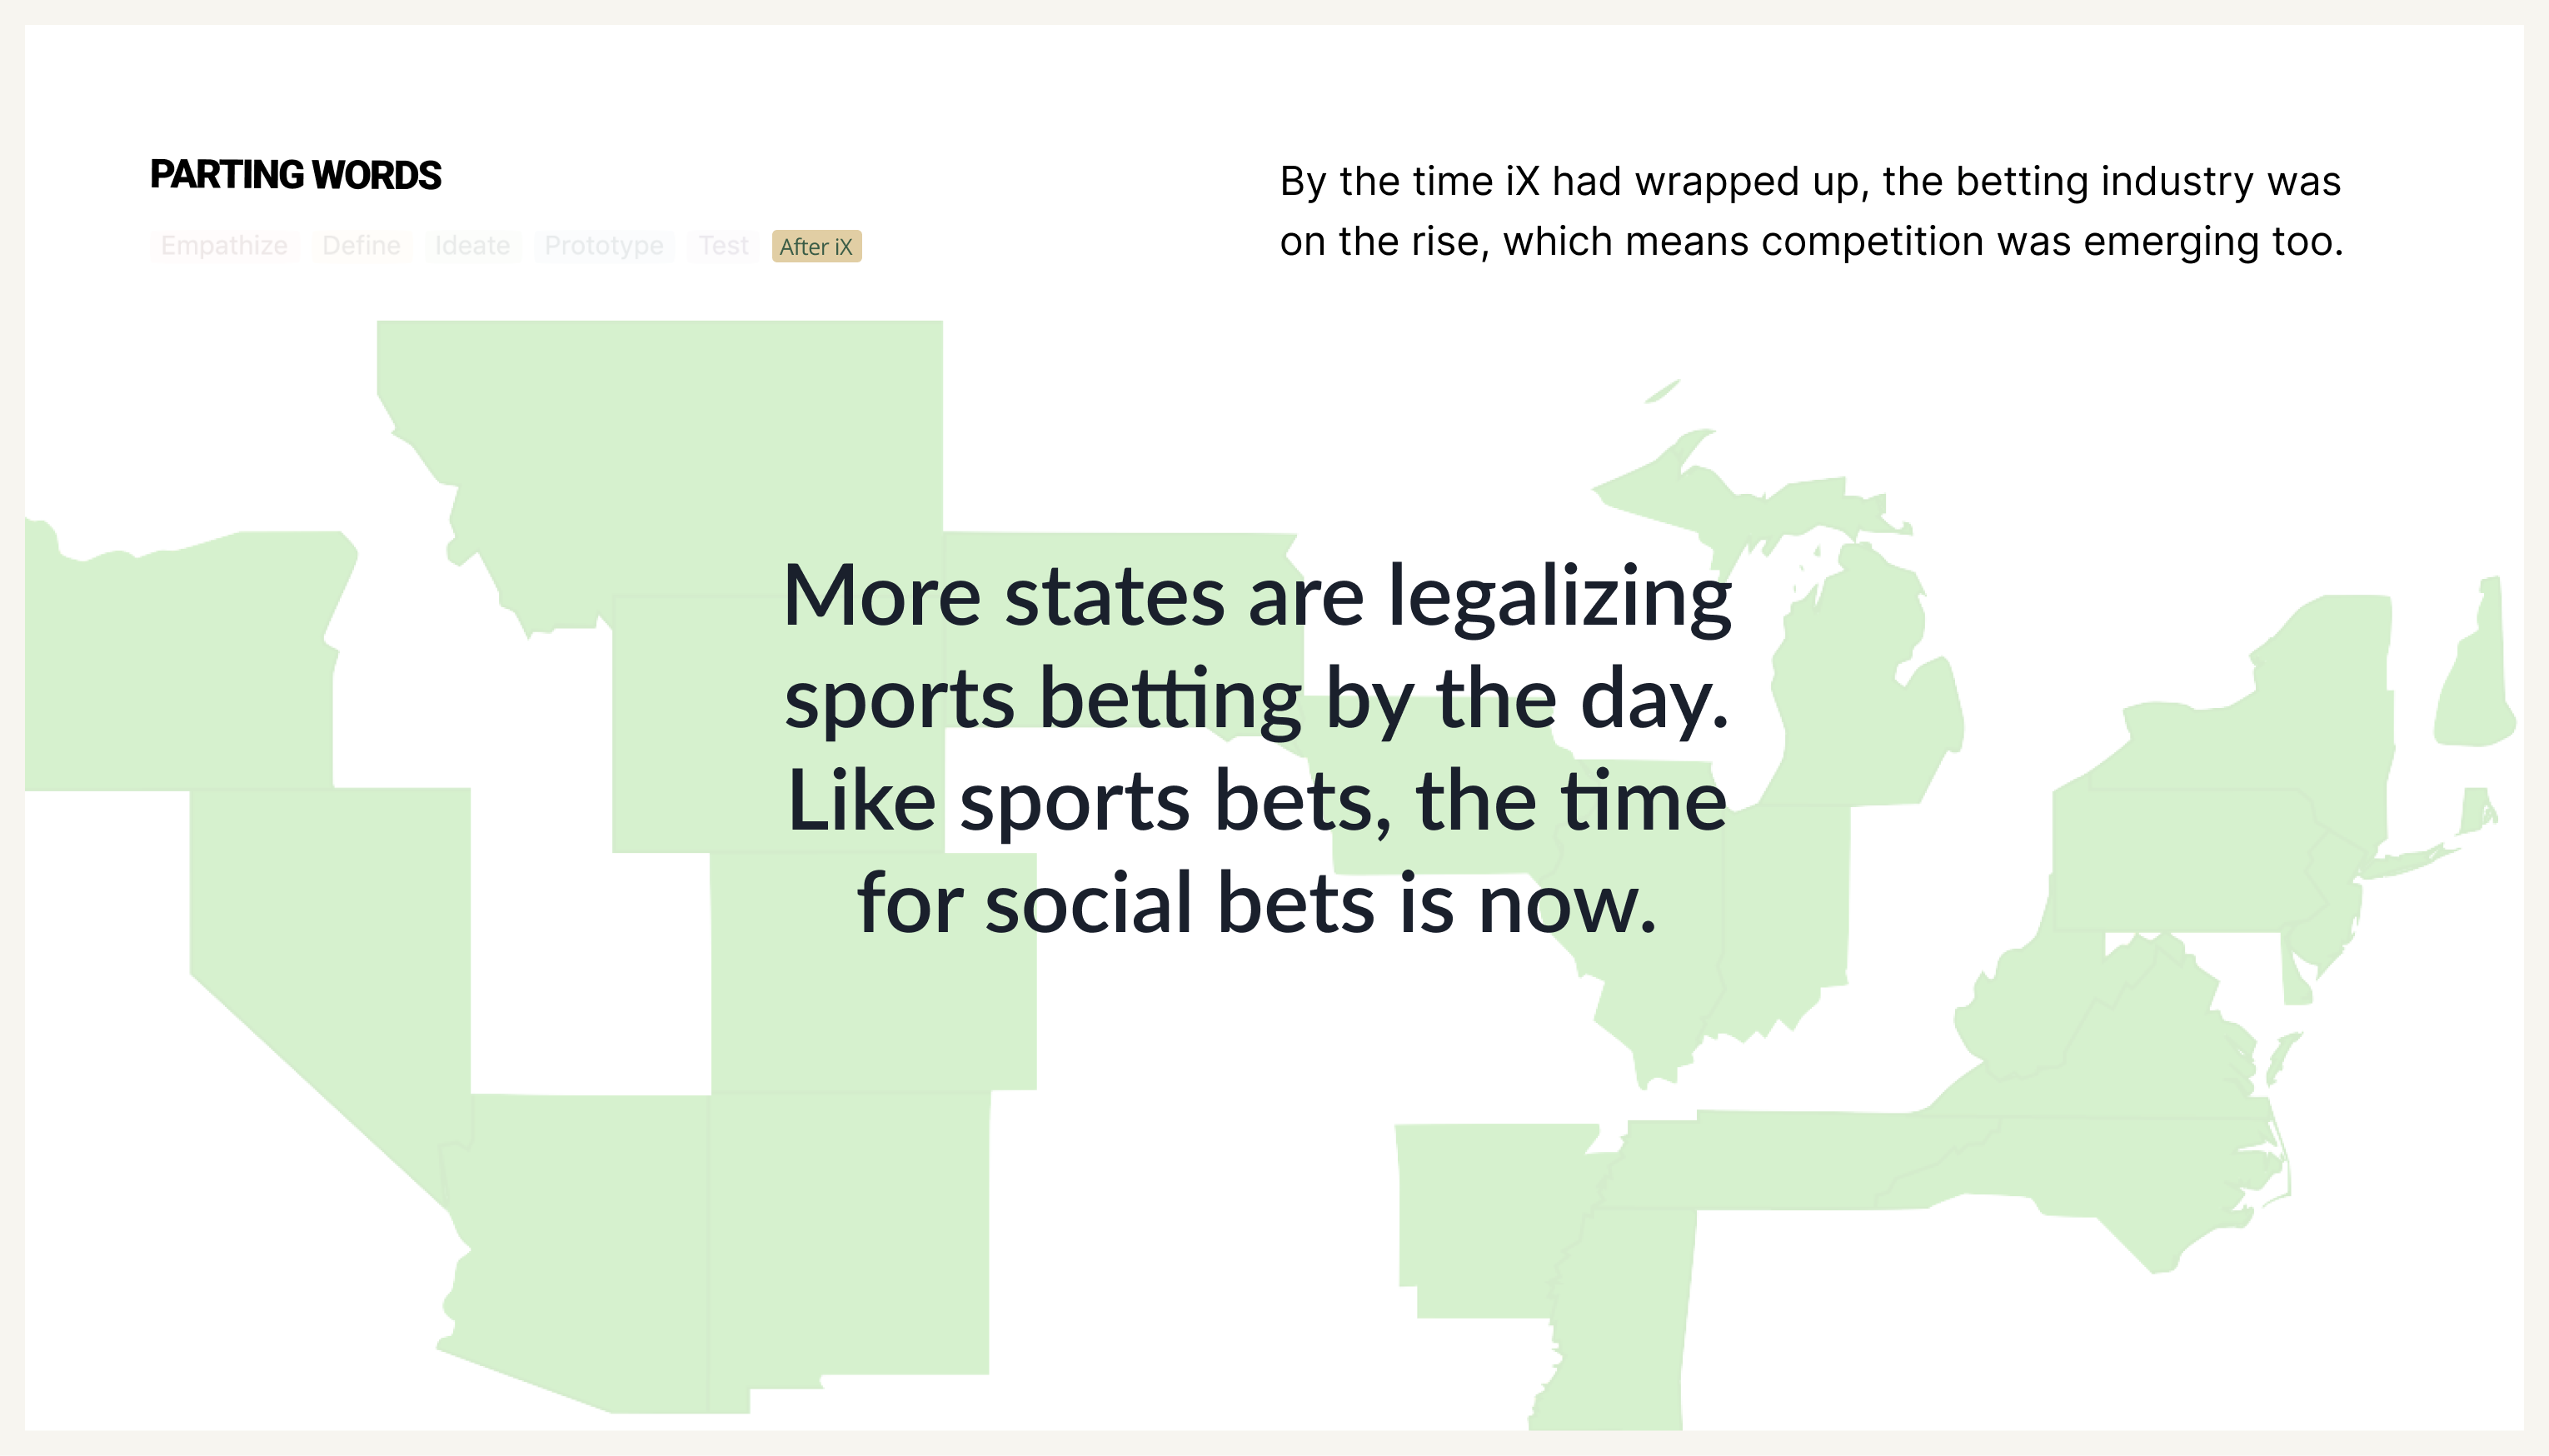 PARTING WORDS
Empathize Define Ideate Prototype Test After iX
By the time iX had wrapped up, the betting industry was
on the rise, which means competition was emerging too.
More states are legalizing
sports betting by the day.
Like sports bets, the time
for social bets is now.